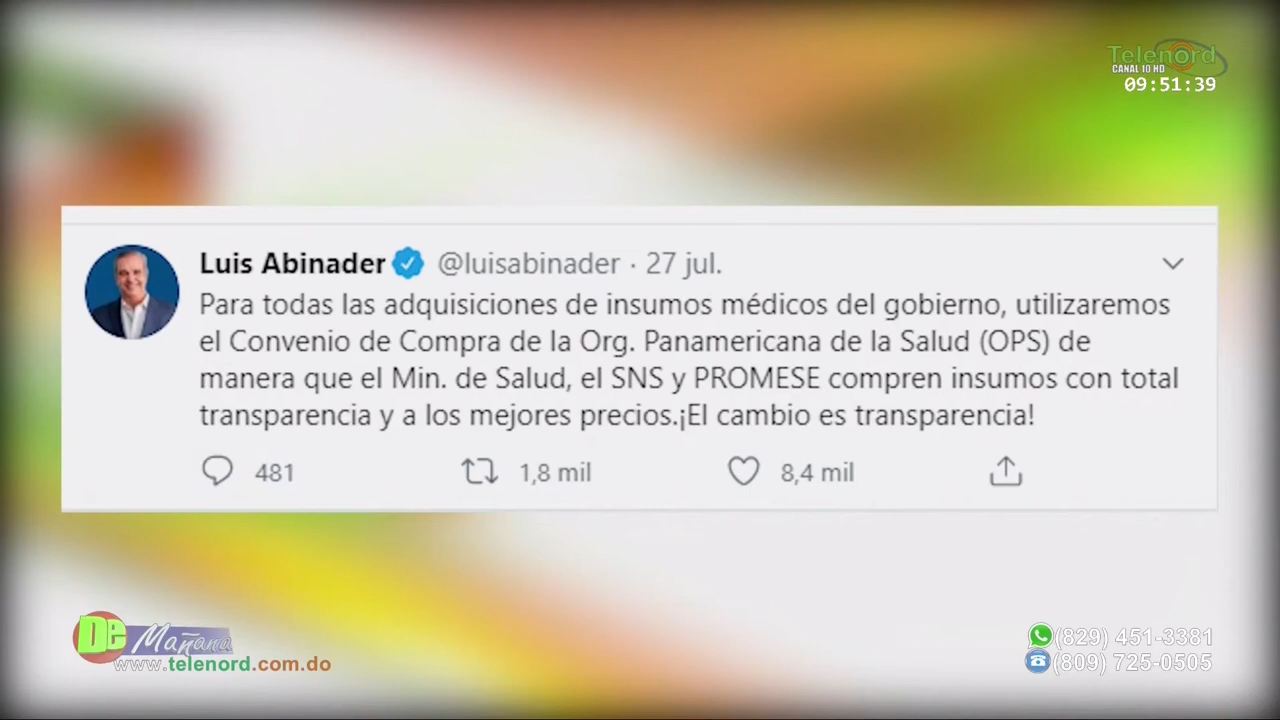 Telenord
CANAL 10 HD
09:51:39
Luis Abinader @luisabinader · 27 jul.
Para todas las adquisiciones de insumos médicos del gobierno, utilizaremos
el Convenio de Compra de la Org. Panamericana de la Salud (OPS) de
manera que el Min. de Salud, el SNS y PROMESE compren insumos con total
transparencia y a los mejores precios.¡El cambio es transparencia!
481 1,8 mil 8,4 mil
De Mañana
www.telenord.com.do
(829) 451-3381
(809) 725-0505